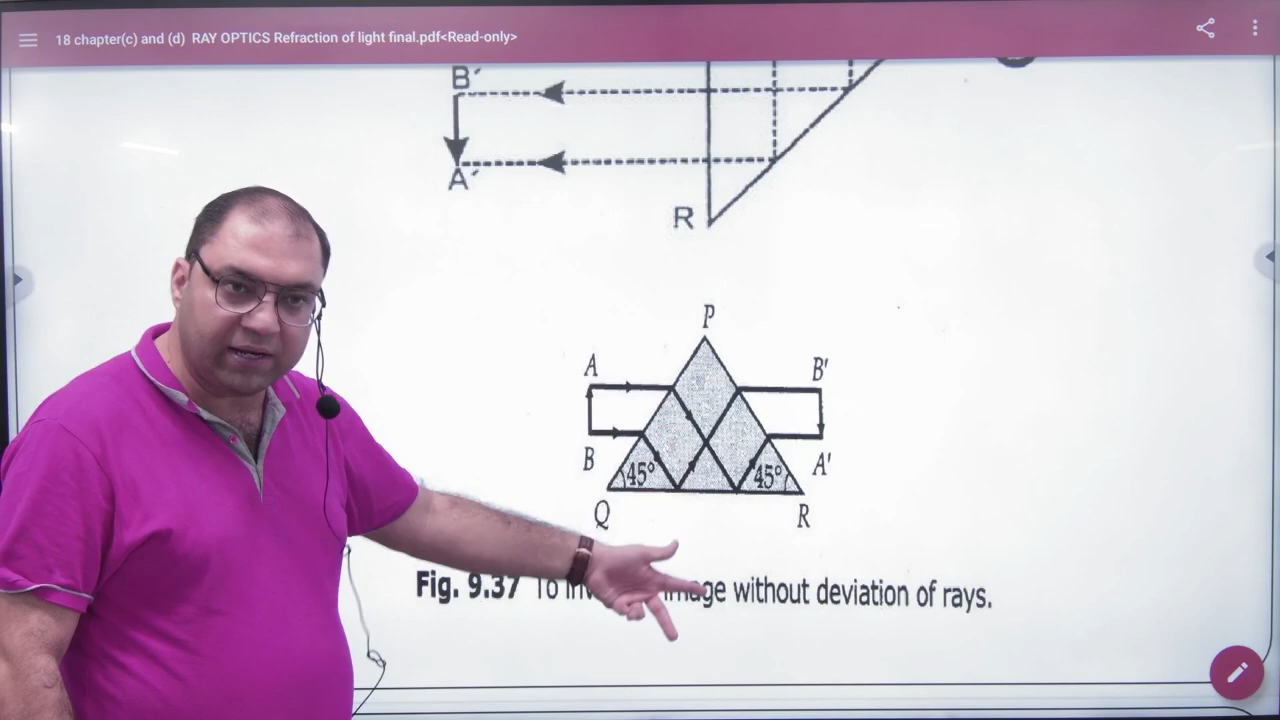 18 chapter(c) and (d) RAY OPTICS Refraction of light final.pdf<Read-only>
B´
A´
R
P
A
B'
B
45°
45°
A'
Q
R
Fig. 9.37 To image without deviation of rays.